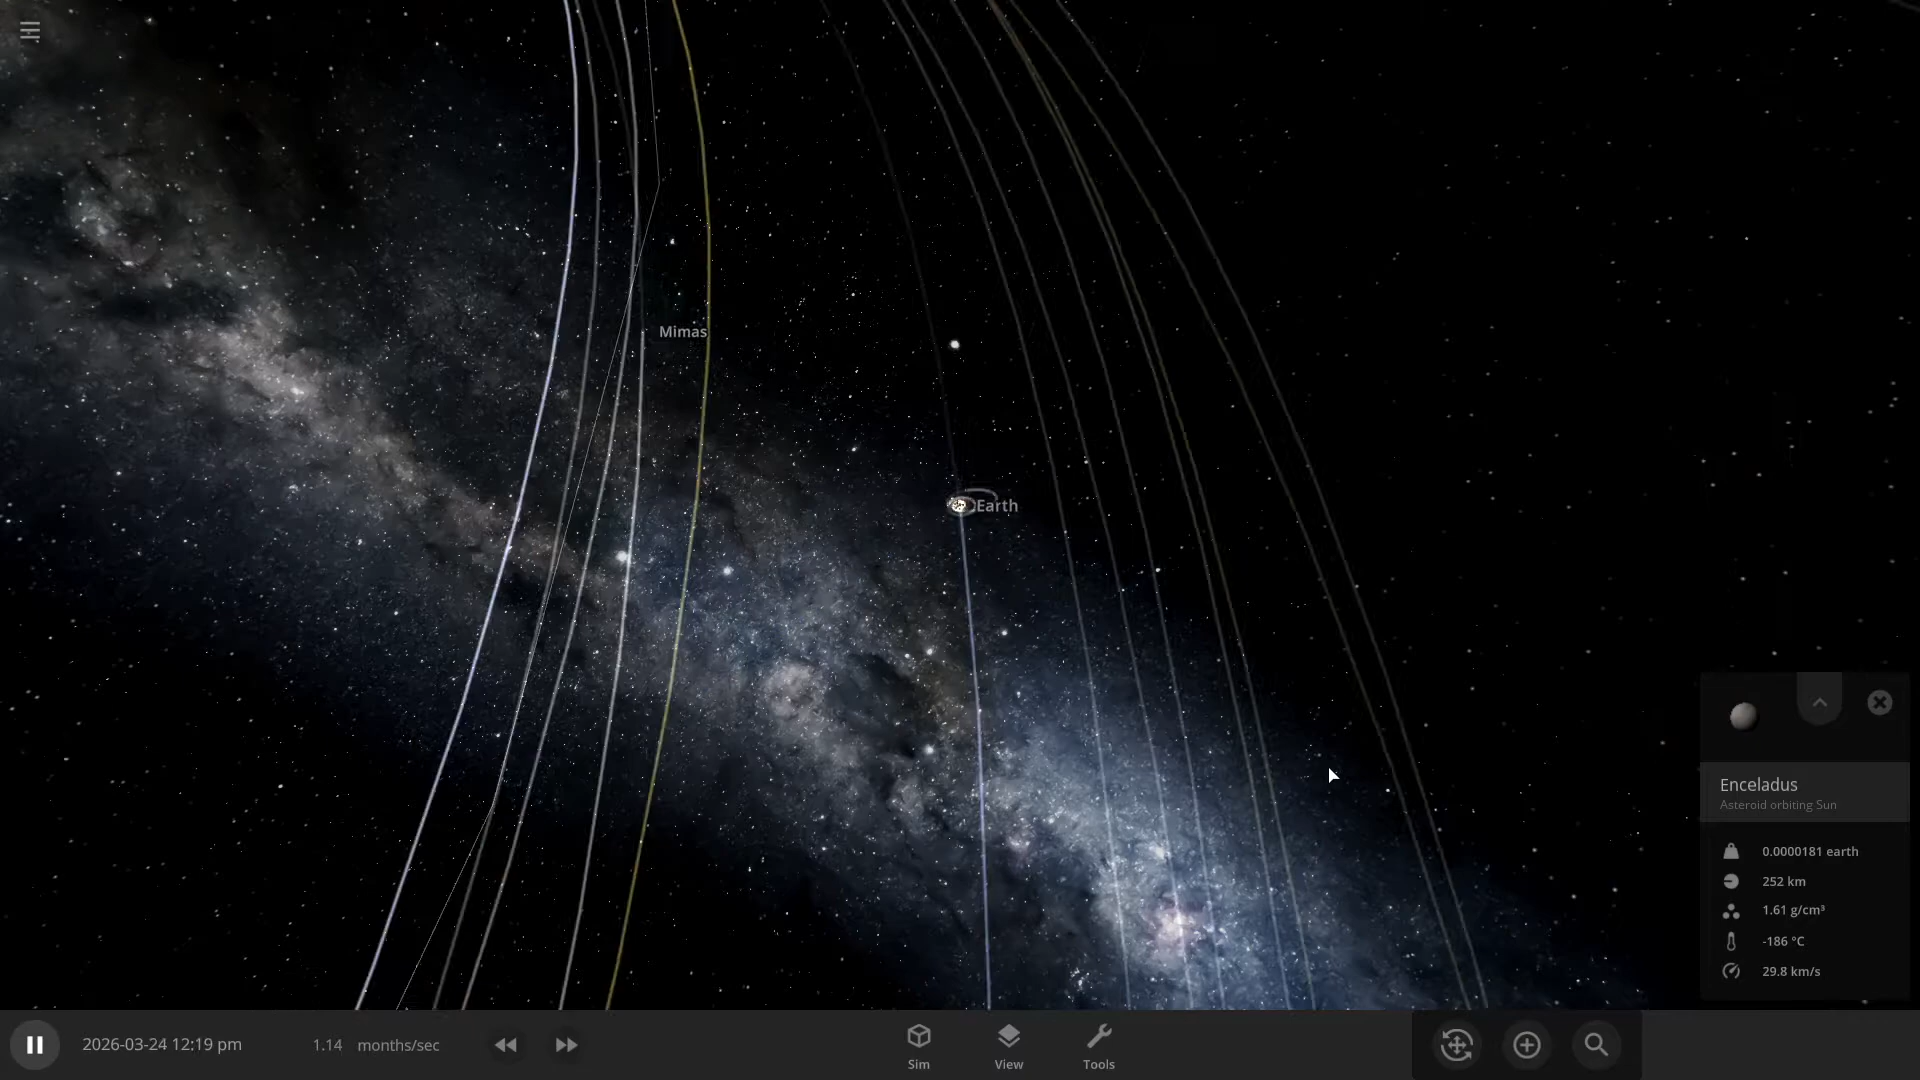 Mimas
Earth
Enceladus
Asteroid orbiting Sun
0.0000181 earth
252 km
1.61 g/cm³
-186 °C
29.8 km/s
2026-03-24 12:19 pm
1.14 months/sec
Sim
View
Tools